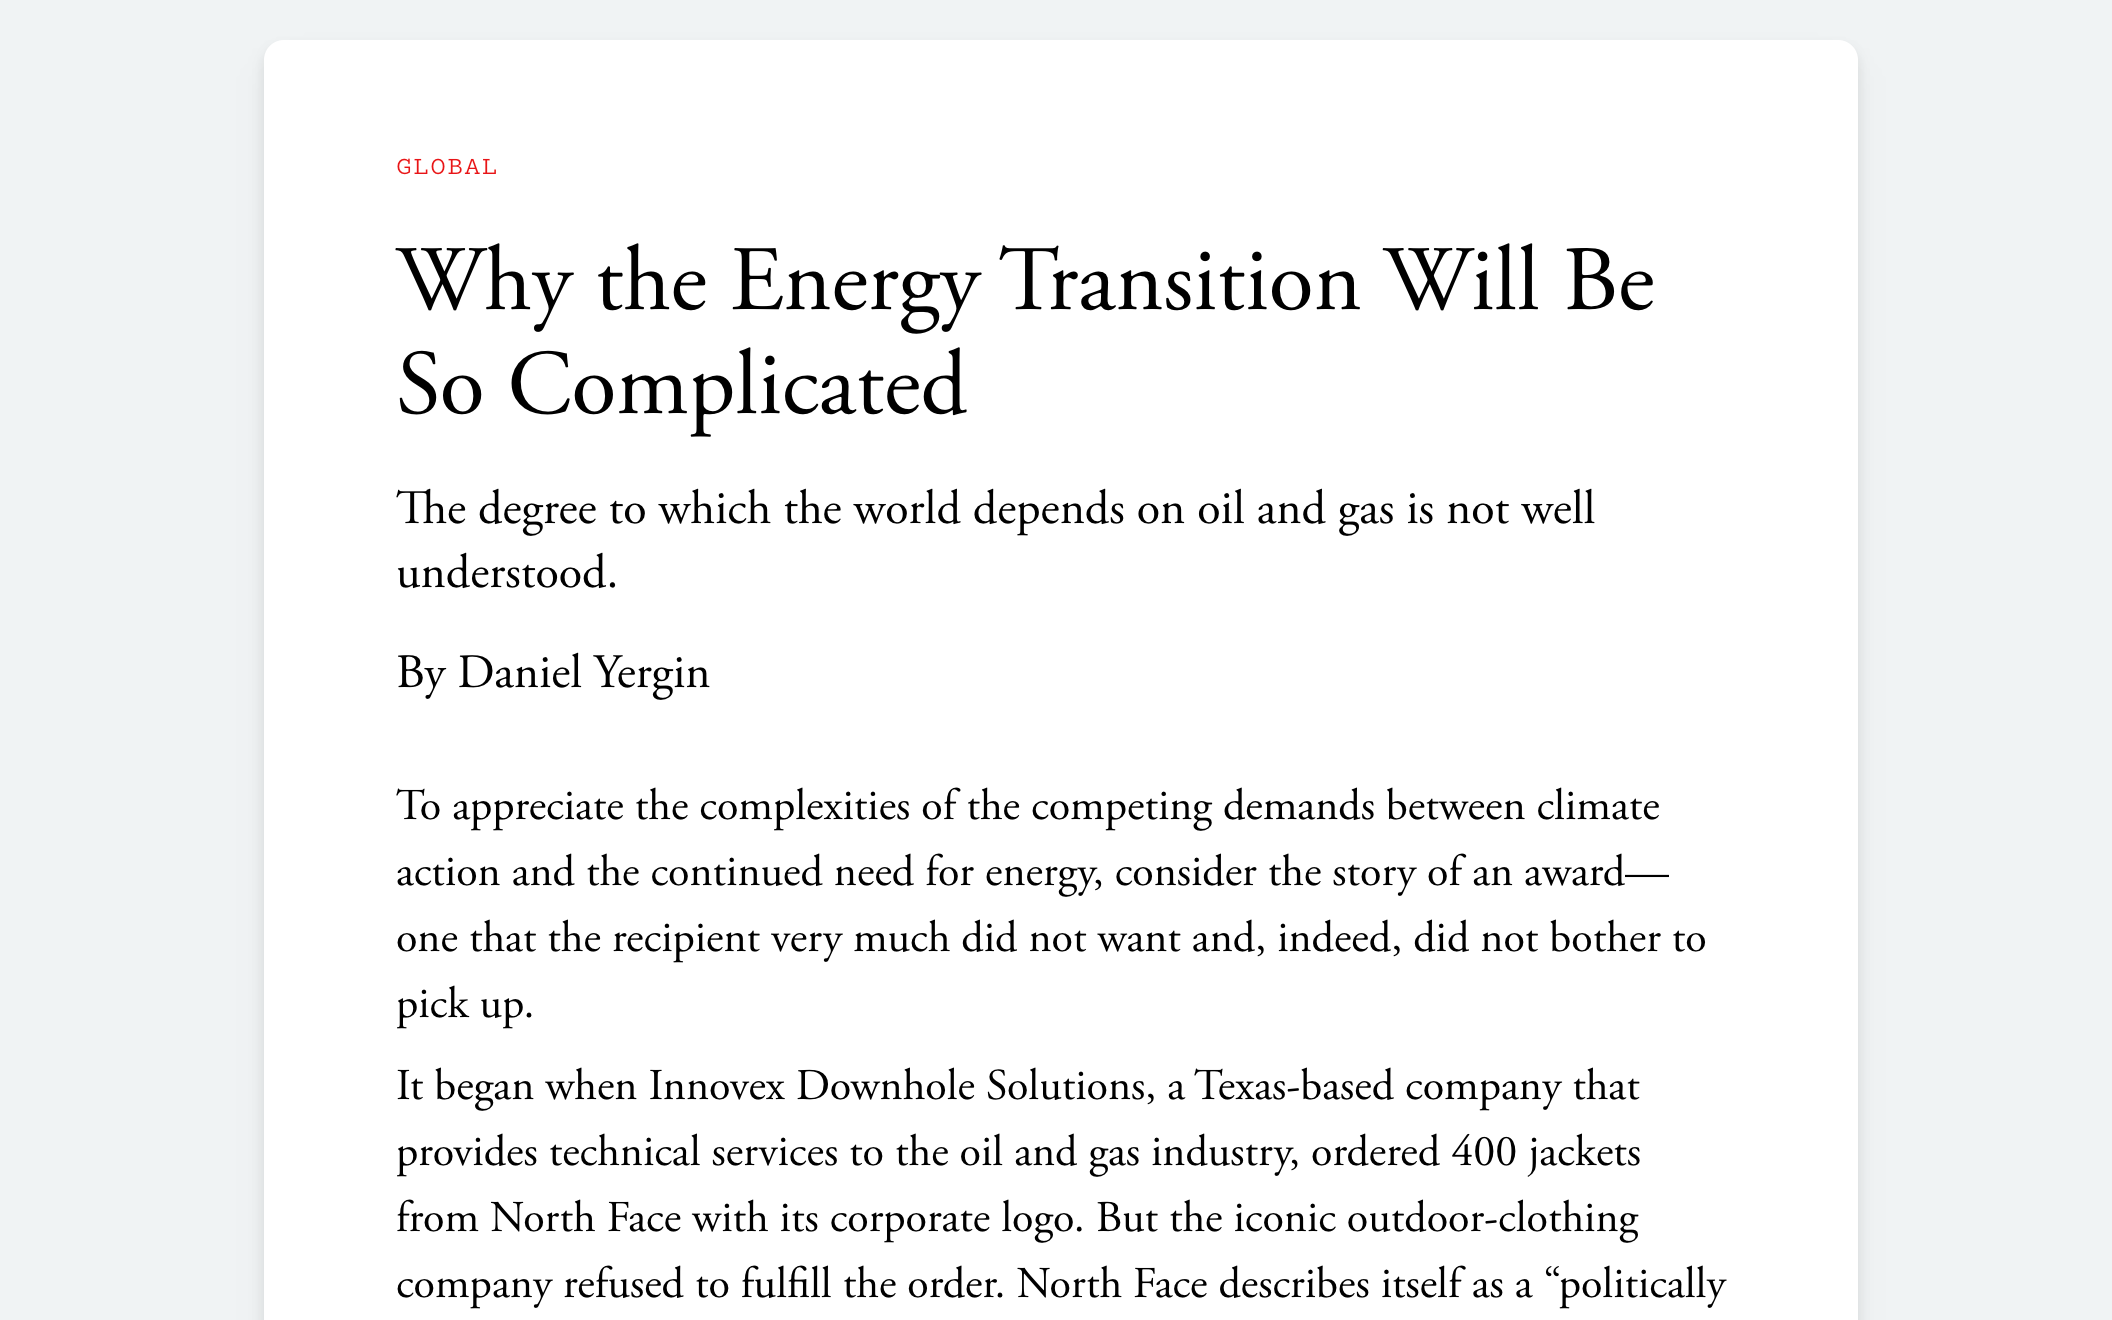 GLOBAL
Why the Energy Transition Will Be
So Complicated
The degree to which the world depends on oil and gas is not well
understood.
By Daniel Yergin
To appreciate the complexities of the competing demands between climate
action and the continued need for energy, consider the story of an award—
one that the recipient very much did not want and, indeed, did not bother to
pick up.
It began when Innovex Downhole Solutions, a Texas-based company that
provides technical services to the oil and gas industry, ordered 400 jackets
from North Face with its corporate logo. But the iconic outdoor-clothing
company refused to fulfill the order. North Face describes itself as a “politically